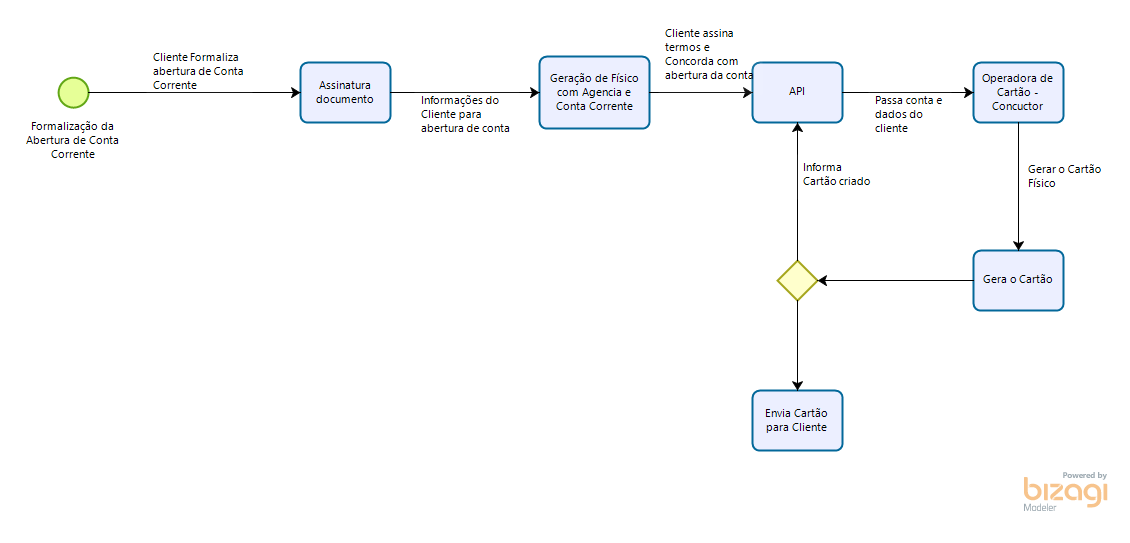 Cliente Formaliza
abertura de Conta
Corrente
Formalização da
Abertura de Conta
Corrente
Assinatura
documento
Informações do
Cliente para
abertura de conta
Geração de Físico
com Agencia e
Conta Corrente
Cliente assina
termos e
Concorda com
abertura da conta
API
Passa conta e
dados do
cliente
Operadora de
Cartão -
Concuctor
Gerar o Cartão
Físico
Informa
Cartão criado
Gera o Cartão
Envia Cartão
para Cliente
Powered by
bizagi
Modeler